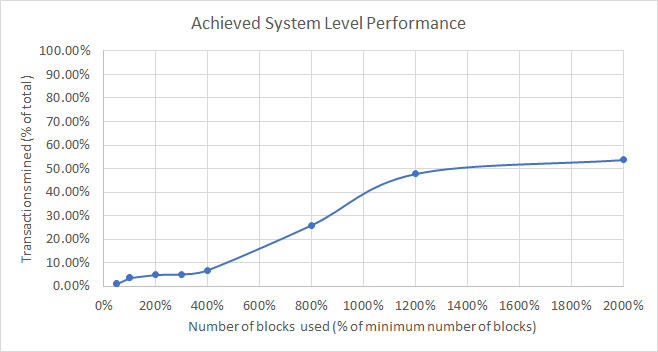 Achieved System Level Performance
100.00%
90.00%
80.00%
70.00%
60.00%
50.00%
40.00%
30.00%
20.00%
10.00%
0.00%
Transactionsmined (% of total)
0% 200% 400% 600% 800% 1000% 1200% 1400% 1600% 1800% 2000%
Number of blocks used (% of minimum number of blocks)